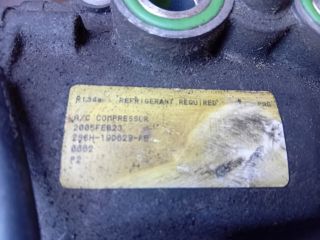 R134a REFRIGERANT REQUIRED
A/C COMPRESSOR
2005FEB23
0002
P2